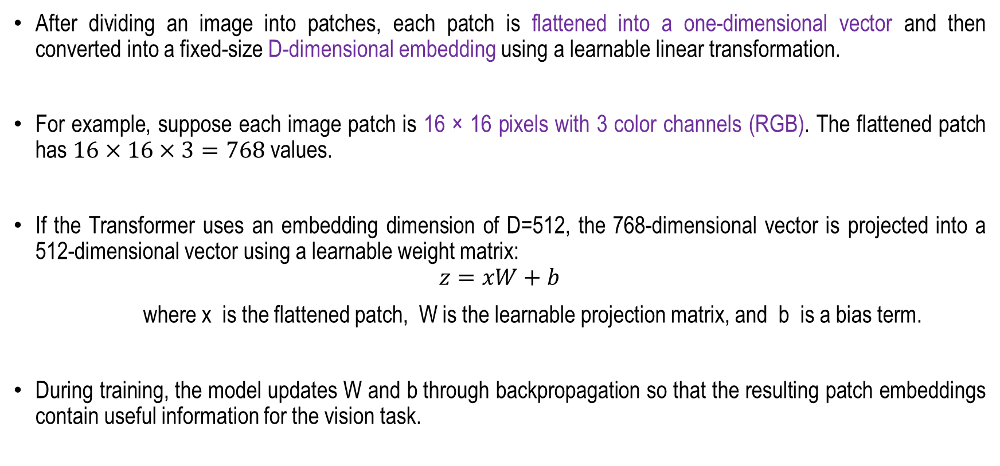 • After dividing an image into patches, each patch is flattened into a one-dimensional vector and then
converted into a fixed-size D-dimensional embedding using a learnable linear transformation.
• For example, suppose each image patch is 16 × 16 pixels with 3 color channels (RGB). The flattened patch
has 16 × 16 × 3 = 768 values.
• If the Transformer uses an embedding dimension of D=512, the 768-dimensional vector is projected into a
512-dimensional vector using a learnable weight matrix:
z = xW + b
where x is the flattened patch, W is the learnable projection matrix, and b is a bias term.
• During training, the model updates W and b through backpropagation so that the resulting patch embeddings
contain useful information for the vision task.